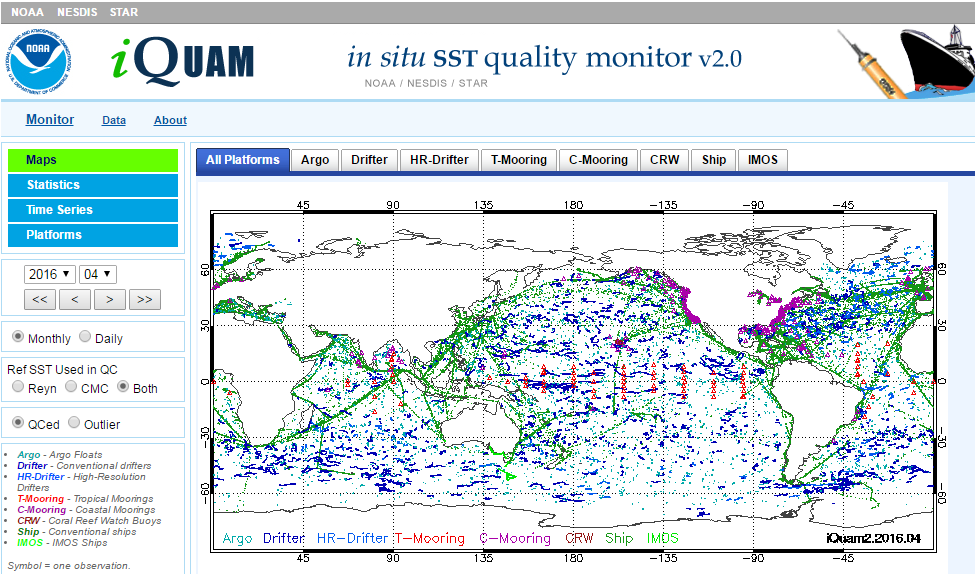 NOAA NESDIS STAR
NOAA
iQUAM
in situ SST quality monitor v2.0
NOAA / NESDIS / STAR
Monitor Data About
Maps
Statistics
Time Series
Platforms
2016 04
<< < > >>
Monthly Daily
Ref SST Used in QC
Reyn CMC Both
QCed Outlier
Argo - Argo Floats
Drifter - Conventional drifters
HR-Drifter - High-Resolution
Drifters
T-Mooring - Tropical Moorings
C-Mooring - Coastal Moorings
CRW - Coral Reef Watch Buoys
Ship - Conventional ships
IMOS - IMOS Ships
Symbol = one observation.
All Platforms Argo Drifter HR-Drifter T-Mooring C-Mooring CRW Ship IMOS
45 90 135 180 -135 -90 -45
60 60
30 30
0 0
-30 -30
-60 -60
Argo Drifter HR-Drifter T-Mooring C-Mooring CRW Ship IMOS iQuam2.2016.04
45 90 135 180 -135 -90 -45